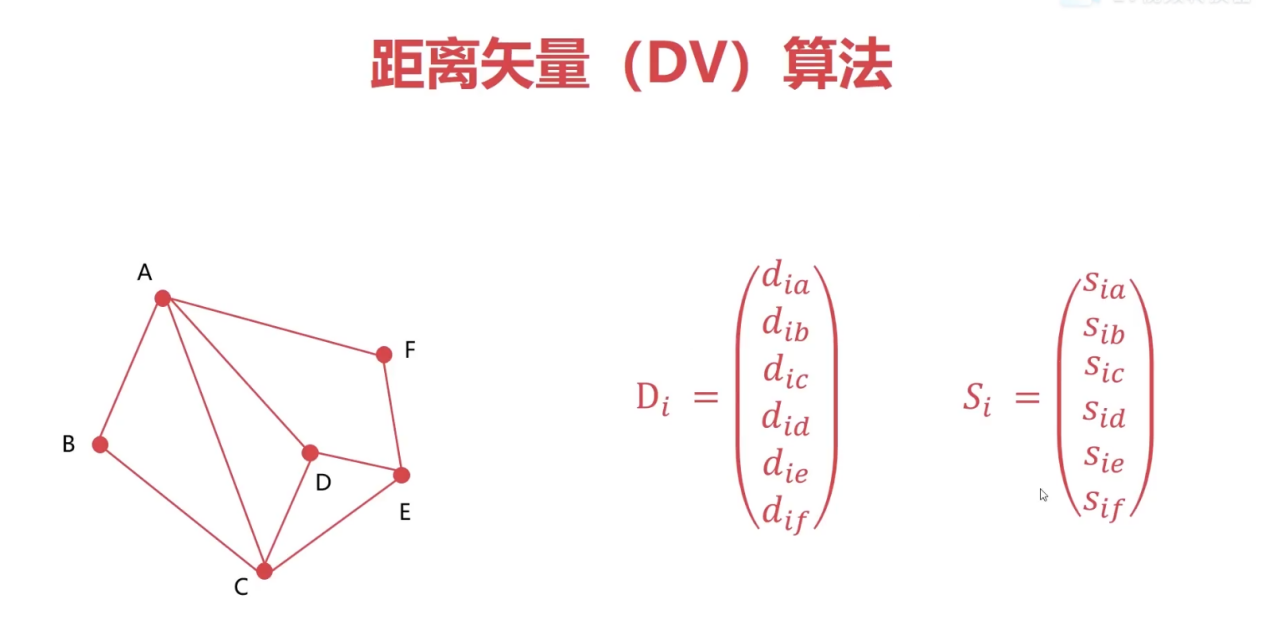 距离矢量（DV）算法
A
F
B
D
E
C
D_i =
d_ia
d_ib
d_ic
d_id
d_ie
d_if
S_i =
s_ia
s_ib
s_ic
s_id
s_ie
s_if